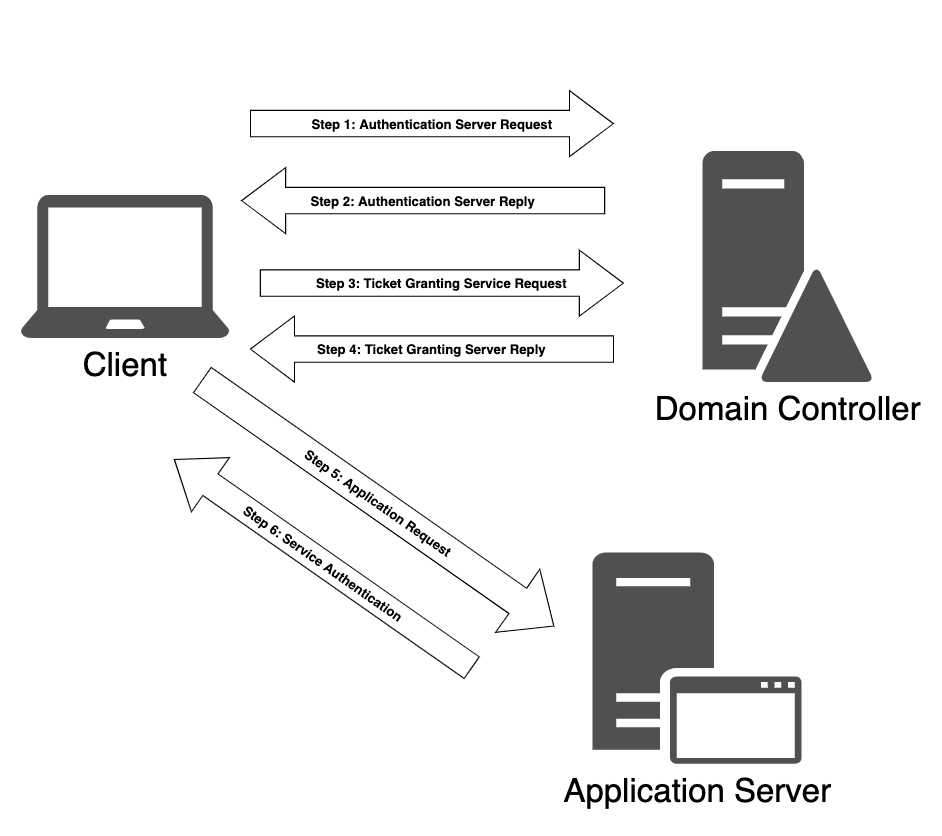 Step 1: Authentication Server Request
Step 2: Authentication Server Reply
Step 3: Ticket Granting Service Request
Step 4: Ticket Granting Server Reply
Client
Domain Controller
Step 5: Application Request
Step 6: Service Authentication
Application Server